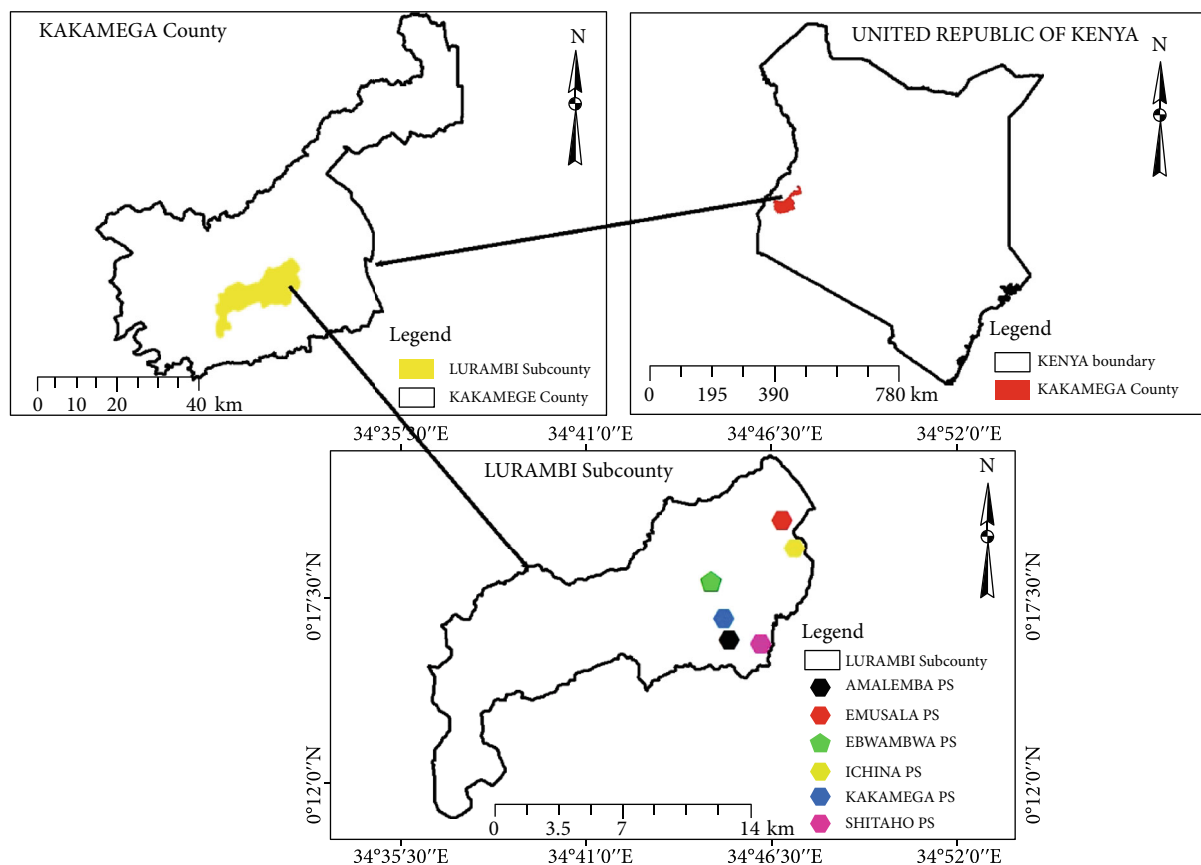 KAKAMEGA County
N
Legend
LURAMBI Subcounty
KAKAMEGE County
0 10 20 40 km
UNITED REPUBLIC OF KENYA
N
Legend
KENYA boundary
KAKAMEGA County
0 195 390 780 km
34°35′30″E 34°41′0″E 34°46′30″E 34°52′0″E
LURAMBI Subcounty
N
0°17′30″N
0°12′0″N
0°17′30″N
0°12′0″N
Legend
LURAMBI Subcounty
AMALEMBA PS
EMUSALA PS
EBWAMBWA PS
ICHINA PS
KAKAMEGA PS
SHITAHO PS
0 3.5 7 14 km
34°35′30″E 34°41′0″E 34°46′30″E 34°52′0″E